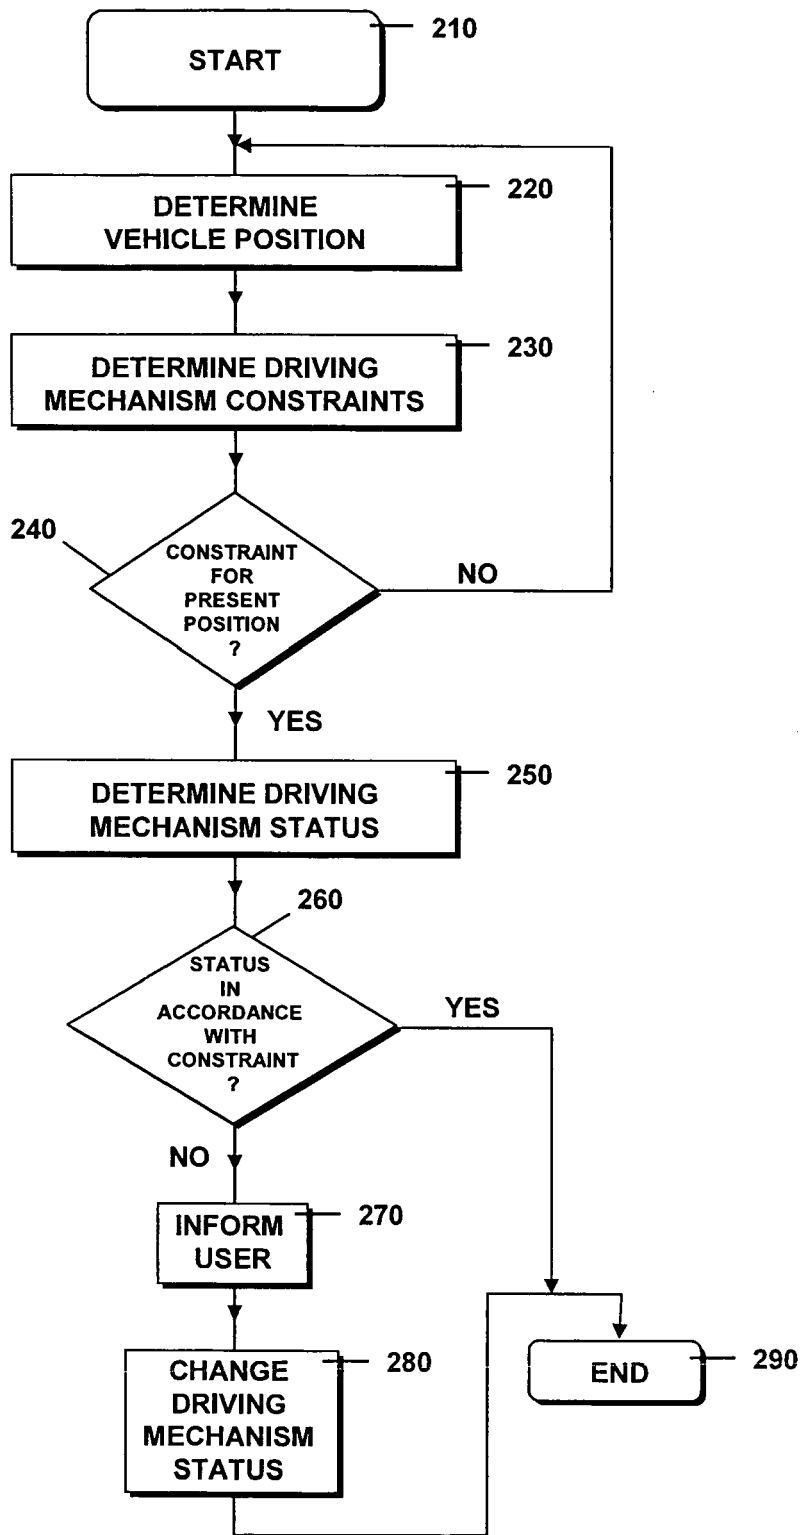 START
210
DETERMINE
VEHICLE POSITION
220
DETERMINE DRIVING
MECHANISM CONSTRAINTS
230
240
CONSTRAINT
FOR
PRESENT
POSITION
?
NO
YES
DETERMINE DRIVING
MECHANISM STATUS
250
260
STATUS
IN
ACCORDANCE
WITH
CONSTRAINT
?
YES
NO
INFORM
USER
270
CHANGE
DRIVING
MECHANISM
STATUS
280
END
290